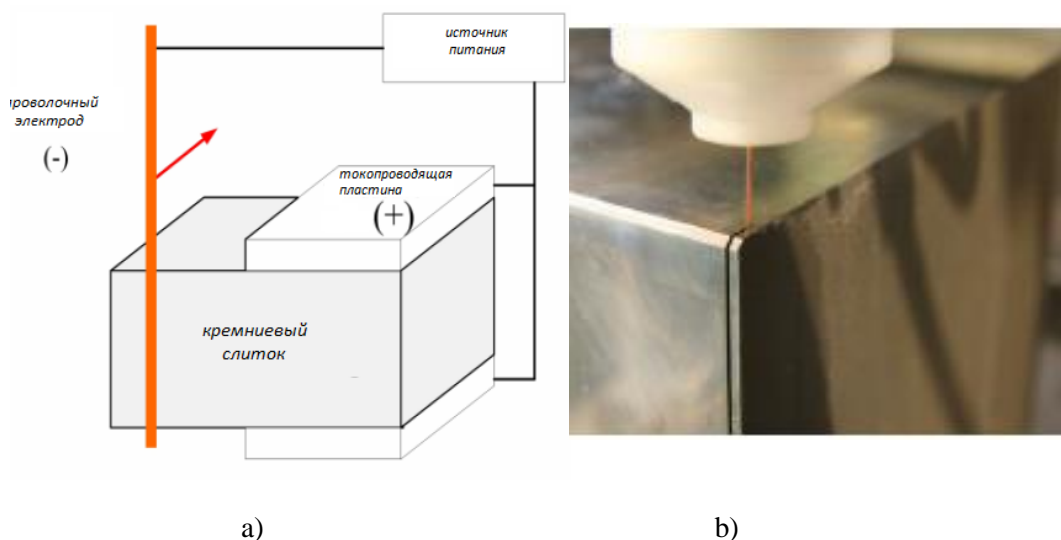 источник
питания
роволочный
электрод
(-)
токопроводящая
пластина
(+)
кремниевый
слиток
a)
b)